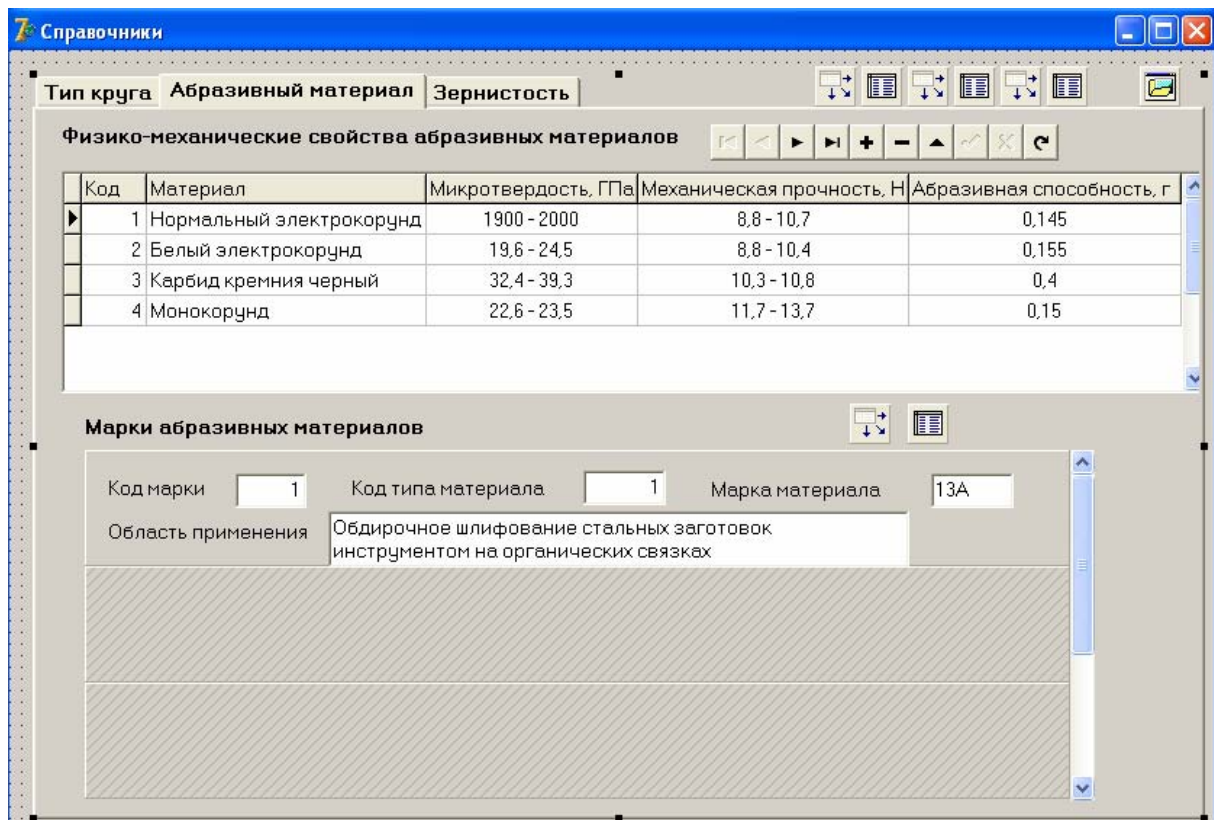 Справочники
Тип круга Абразивный материал Зернистость
Физико-механические свойства абразивных материалов
Код Материал Микротвердость, ГПа Механическая прочность, Н Абразивная способность, г
1 Нормальный электрокорунд 1900 - 2000 8,8 - 10,7 0,145
2 Белый электрокорунд 19,6 - 24,5 8,8 - 10,4 0,155
3 Карбид кремния черный 32,4 - 39,3 10,3 - 10,8 0,4
4 Монокорунд 22,6 - 23,5 11,7 - 13,7 0,15
Марки абразивных материалов
Код марки 1 Код типа материала 1 Марка материала 13А
Область применения Обдирочное шлифование стальных заготовок
инструментом на органических связках